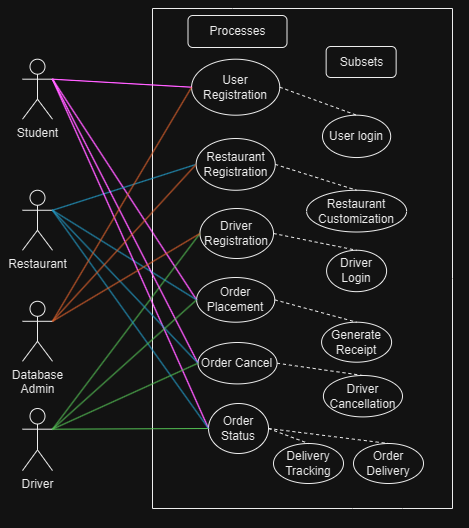 Processes
Subsets
User
Registration
User login
Student
Restaurant
Registration
Restaurant
Customization
Restaurant
Driver
Registration
Driver
Login
Order
Placement
Generate
Receipt
Database
Admin
Order Cancel
Driver
Cancellation
Order
Status
Delivery
Tracking
Order
Delivery
Driver